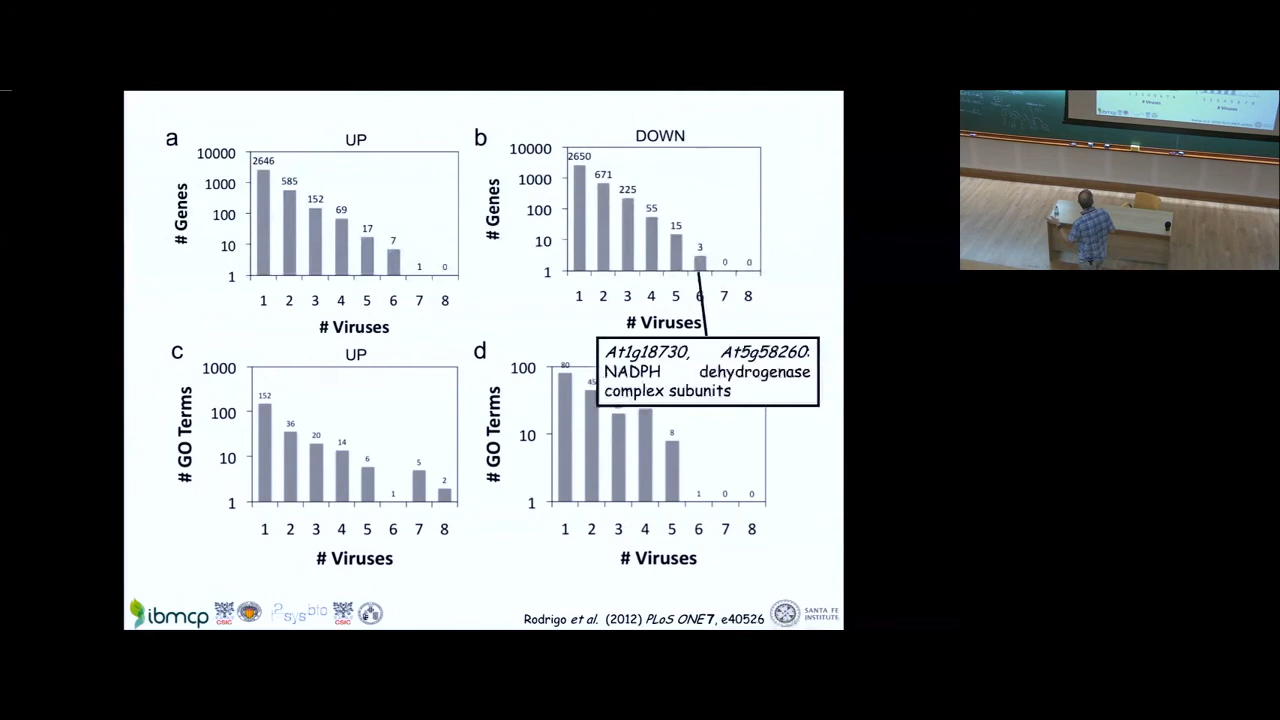 a
UP
10000
1000
100
10
1
# Genes
2646
585
152
69
17
7
1
0
1 2 3 4 5 6 7 8
# Viruses
b
DOWN
10000
1000
100
10
1
# Genes
2650
671
225
55
15
3
0
0
1 2 3 4 5 6 7 8
# Viruses
At1g18730, At5g58260:
NADPH dehydrogenase
complex subunits
c
UP
1000
100
10
1
# GO Terms
152
36
20
14
6
1
5
2
1 2 3 4 5 6 7 8
# Viruses
d
100
10
1
# GO Terms
80
45
8
1
0
0
1 2 3 4 5 6 7 8
# Viruses
ibmcp
CSIC
sysbio
CSIC
Rodrigo et al. (2012) PLoS ONE 7, e40526
SANTA FE
INSTITUTE